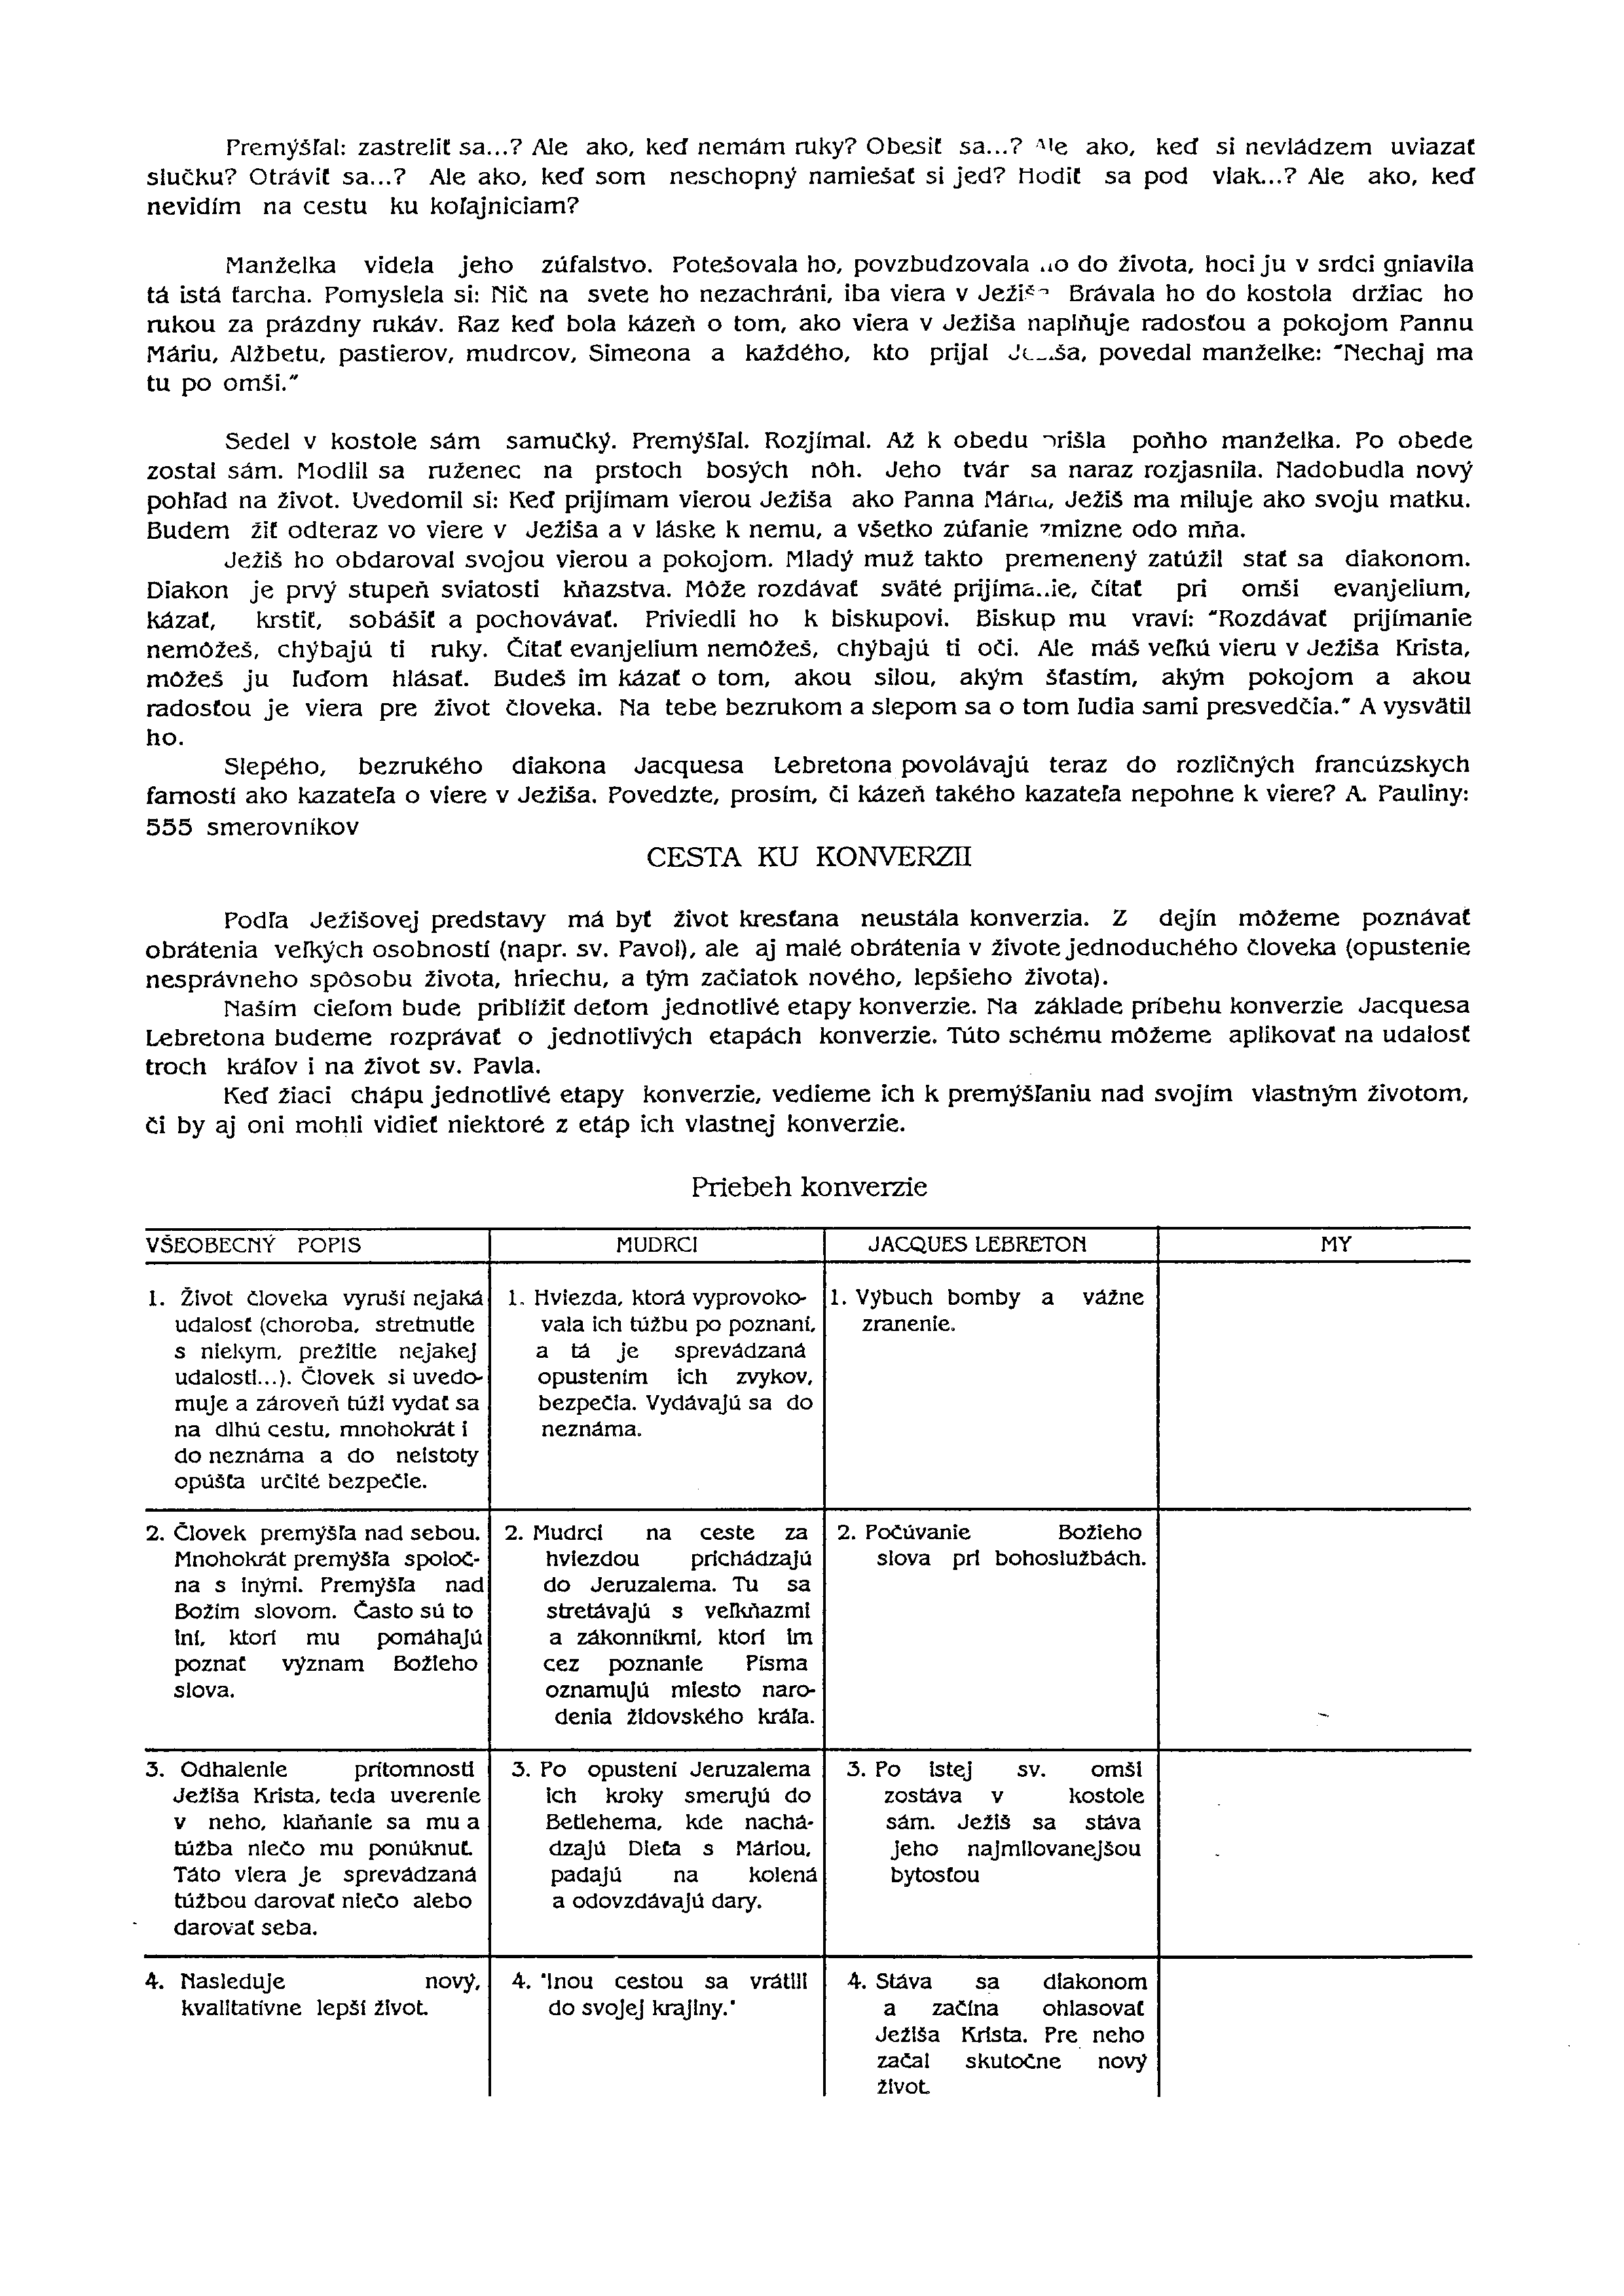 Premýšľal: zastreliť sa...? Ale ako, keď nemám ruky? Obesiť sa...? Ale ako, keď si nevládzem uviazať
slučku? Otráviť sa...? Ale ako, keď som neschopný namiešať si jed? Hodiť sa pod vlak...? Ale ako, keď
nevidím na cestu ku koľajniciam?
Manželka videla jeho zúfalstvo. Potešovala ho, povzbudzovala ho do života, hoci ju v srdci gniavila
tá istá ťarcha. Pomyslela si: Nič na svete ho nezachráni, iba viera v Ježiša Brávala ho do kostola držiac ho
rukou za prázdny rukáv. Raz keď bola kázeň o tom, ako viera v Ježiša naplňuje radosťou a pokojom Pannu
Máriu, Alžbetu, pastierov, mudrcov, Simeona a každého, kto prijal Ježiša, povedal manželke: "Nechaj ma
tu po omši."
Sedel v kostole sám samučký. Premýšľal. Rozjímal. Až k obedu prišla poňho manželka. Po obede
zostal sám. Modlil sa ruženec na prstoch bosých nôh. Jeho tvár sa naraz rozjasnila. Nadobudla nový
pohľad na život. Uvedomil si: Keď prijímam vierou Ježiša ako Panna Mária, Ježiš ma miluje ako svoju matku.
Budem žiť odteraz vo viere v Ježiša a v láske k nemu, a všetko zúfanie zmizne odo mňa.
Ježiš ho obdaroval svojou vierou a pokojom. Mladý muž takto premenený zatúžil stať sa diakonom.
Diakon je prvý stupeň sviatosti kňazstva. Môže rozdávať sväté prijímanie, čítať pri omši evanjelium,
kázať, krstiť, sobášiť a pochovávať. Priviedli ho k biskupovi. Biskup mu vraví: "Rozdávať prijímanie
nemôžeš, chýbajú ti ruky. Čítať evanjelium nemôžeš, chýbajú ti oči. Ale máš veľkú vieru v Ježiša Krista,
môžeš ju ľuďom hlásať. Budeš im kázať o tom, akou silou, akým šťastím, akým pokojom a akou
radosťou je viera pre život človeka. Na tebe bezrukom a slepom sa o tom ľudia sami presvedčia." A vysvätil
ho.
Slepého, bezrukého diakona Jacquesa Lebretona povolávajú teraz do rozličných francúzskych
farností ako kazateľa o viere v Ježiša. Povedzte, prosím, či kázeň takého kazateľa nepohne k viere? A. Pauliny:
555 smerovníkov
CESTA KU KONVERZII
Podľa Ježišovej predstavy má byť život kresťana neustála konverzia. Z dejín môžeme poznávať
obrátenia veľkých osobností (napr. sv. Pavol), ale aj malé obrátenia v živote jednoduchého človeka (opustenie
nesprávneho spôsobu života, hriechu, a tým začiatok nového, lepšieho života).
Naším cieľom bude priblížiť deťom jednotlivé etapy konverzie. Na základe príbehu konverzie Jacquesa
Lebretona budeme rozprávať o jednotlivých etapách konverzie. Túto schému môžeme aplikovať na udalosť
troch kráľov i na život sv. Pavla.
Keď žiaci chápu jednotlivé etapy konverzie, vedieme ich k premýšľaniu nad svojím vlastným životom,
či by aj oni mohli vidieť niektoré z etáp ich vlastnej konverzie.
Priebeh konverzie
VŠEOBECNÝ POPIS
MUDRCI
JACQUES LEBRETON
MY
1. Život človeka vyruší nejaká
udalosť (choroba, stretnutie
s niekym, prežitie nejakej
udalosti...). Človek si uvedo-
muje a zároveň túži vydať sa
na dlhú cestu, mnohokrát i
do neznáma a do neistoty
opúšťa určité bezpečie.
1. Hviezda, ktorá vyprovoko-
vala ich túžbu po poznaní,
a tá je sprevádzaná
opustením ich zvykov,
bezpečia. Vydávajú sa do
neznáma.
1. Výbuch bomby a vážne
zranenie.
2. Človek premýšľa nad sebou.
Mnohokrát premýšľa spoloč-
na s inými. Premýšľa nad
Božím slovom. Často sú to
iní, ktorí mu pomáhajú
poznať význam Božieho
slova.
2. Mudrci na ceste za
hviezdou prichádzajú
do Jeruzalema. Tu sa
stretávajú s veľkňazmi
a zákonníkmi, ktorí im
cez poznanie Písma
oznamujú miesto naro-
denia židovského kráľa.
2. Počúvanie Božieho
slova pri bohoslužbách.
3. Odhalenie prítomnosti
Ježiša Krista, teda uverenie
v neho, klaňanie sa mu a
túžba niečo mu ponúknuť.
Táto viera je sprevádzaná
túžbou darovať niečo alebo
darovať seba.
3. Po opustení Jeruzalema
ich kroky smerujú do
Betlehema, kde nachá-
dzajú Dieťa s Máriou,
padajú na kolená
a odovzdávajú dary.
3. Po istej sv. omši
zostáva v kostole
sám. Ježiš sa stáva
jeho najmilovanejšou
bytosťou
4. Nasleduje nový,
kvalitatívne lepší život.
4. "Inou cestou sa vrátili
do svojej krajiny."
4. Stáva sa diakonom
a začína ohlasovať
Ježiša Krista. Pre neho
začal skutočne nový
život.